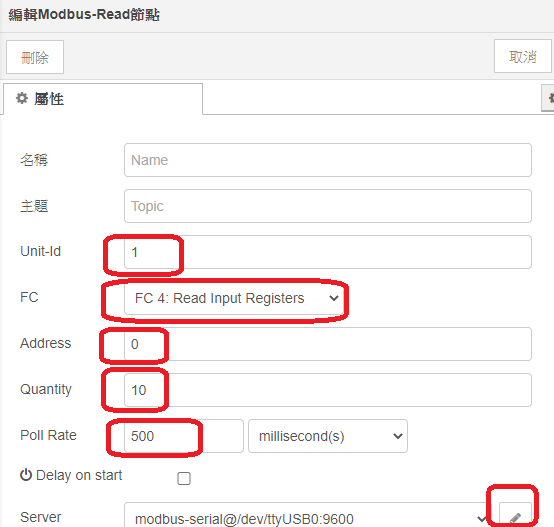 編輯Modbus-Read節點
刪除 取消
屬性
名稱 Name
主題 Topic
Unit-Id 1
FC FC 4: Read Input Registers
Address 0
Quantity 10
Poll Rate 500 millisecond(s)
Delay on start
Server modbus-serial@/dev/ttyUSB0:9600